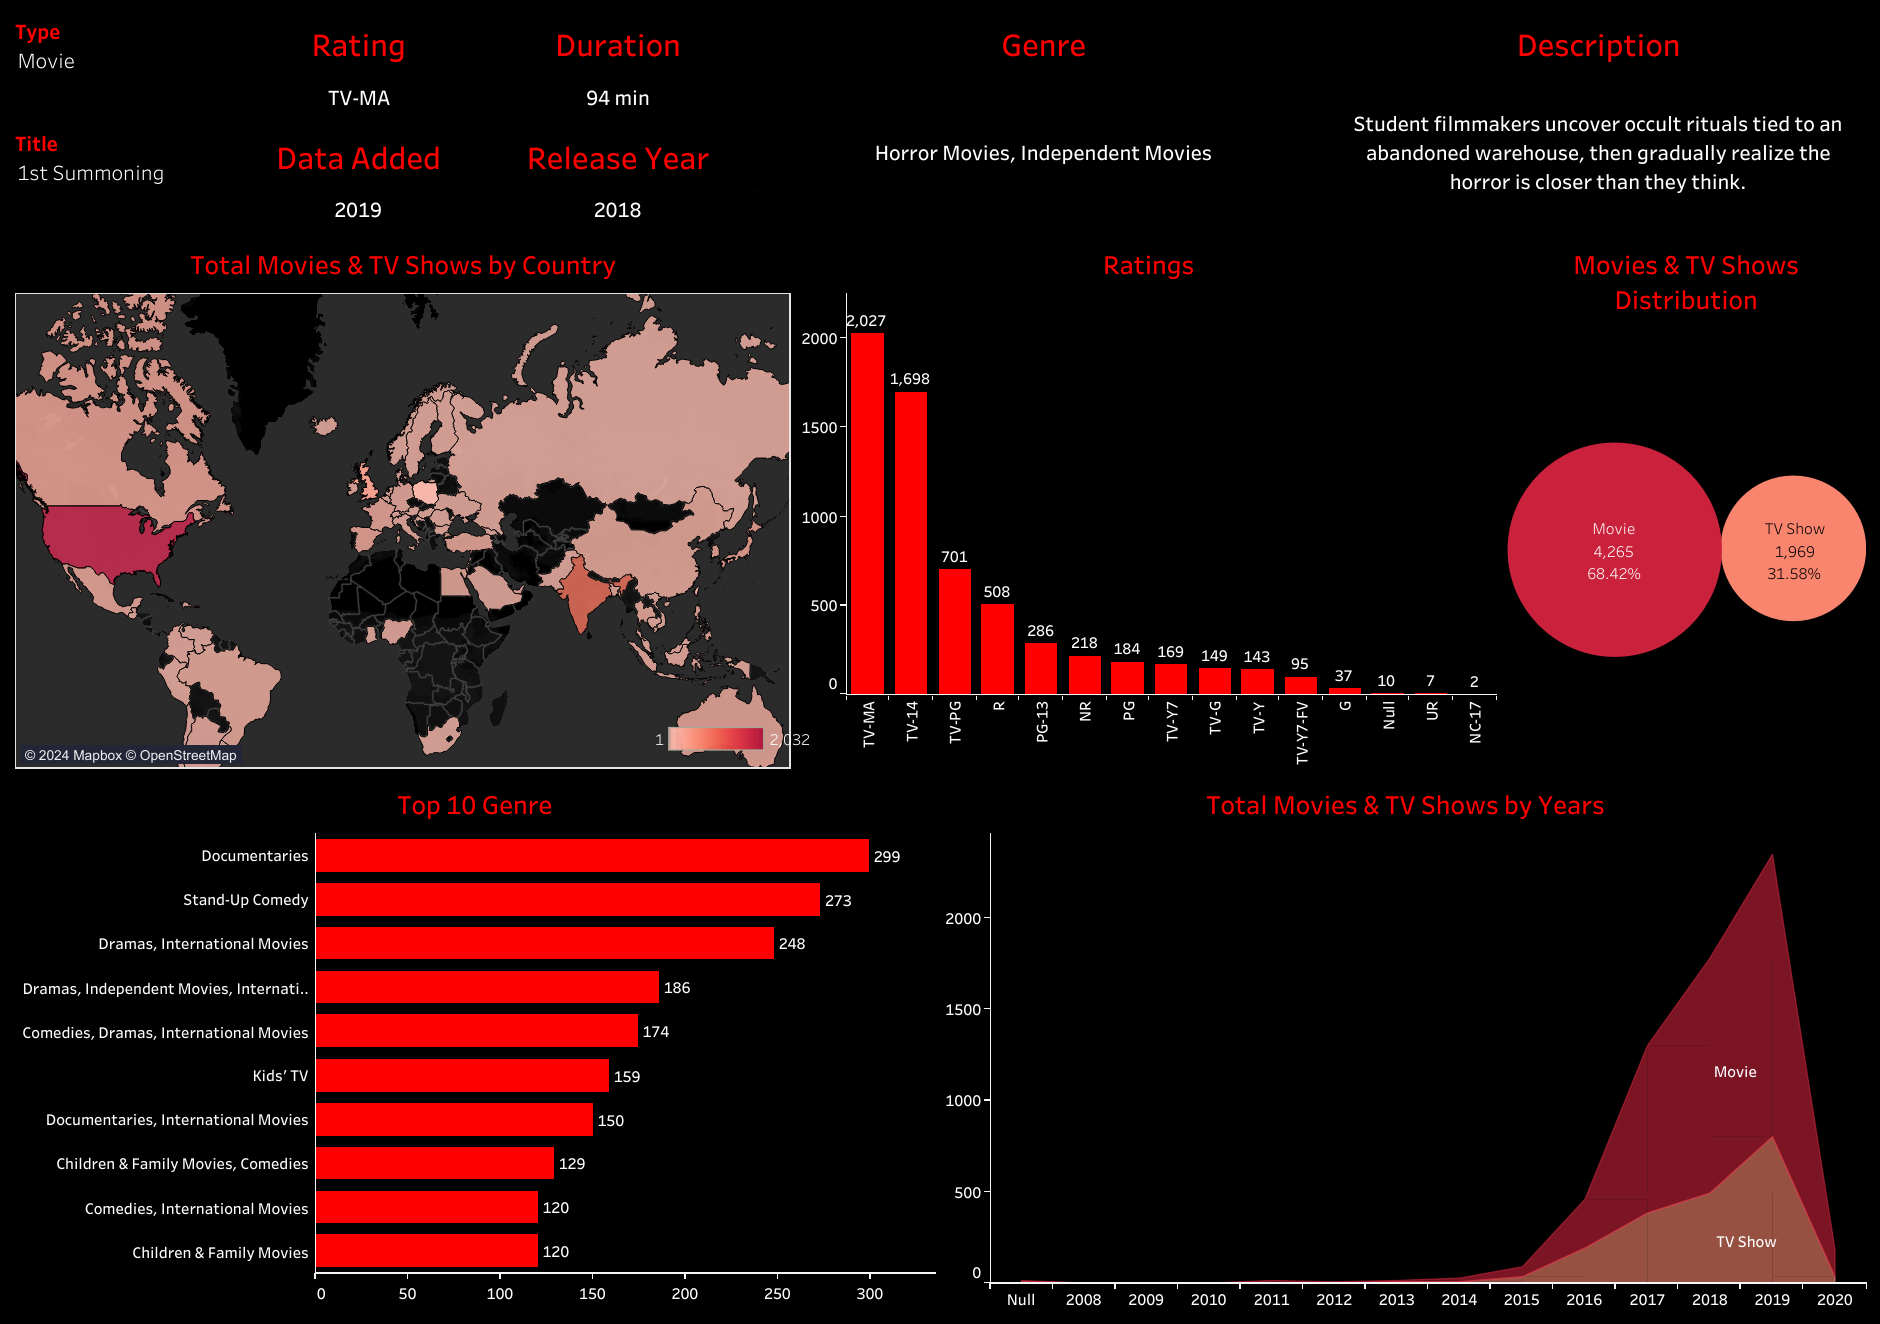 Type
Movie
Title
1st Summoning
Rating
TV-MA
Duration
94 min
Data Added
2019
Release Year
2018
Genre
Horror Movies, Independent Movies
Description
Student filmmakers uncover occult rituals tied to an
abandoned warehouse, then gradually realize the
horror is closer than they think.
Total Movies & TV Shows by Country
© 2024 Mapbox © OpenStreetMap
1
2,032
Ratings
2000
1500
1000
500
0
2,027
1,698
701
508
286
218
184
169
149
143
95
37
10
7
2
TV-MA
TV-14
TV-PG
R
PG-13
NR
PG
TV-Y7
TV-G
TV-Y
TV-Y7-FV
G
Null
UR
NC-17
Movies & TV Shows
Distribution
Movie
4,265
68.42%
TV Show
1,969
31.58%
Top 10 Genre
Documentaries 299
Stand-Up Comedy 273
Dramas, International Movies 248
Dramas, Independent Movies, Internati.. 186
Comedies, Dramas, International Movies 174
Kids' TV 159
Documentaries, International Movies 150
Children & Family Movies, Comedies 129
Comedies, International Movies 120
Children & Family Movies 120
0 50 100 150 200 250 300
Total Movies & TV Shows by Years
2000
1500
1000
500
0
Movie
TV Show
Null 2008 2009 2010 2011 2012 2013 2014 2015 2016 2017 2018 2019 2020